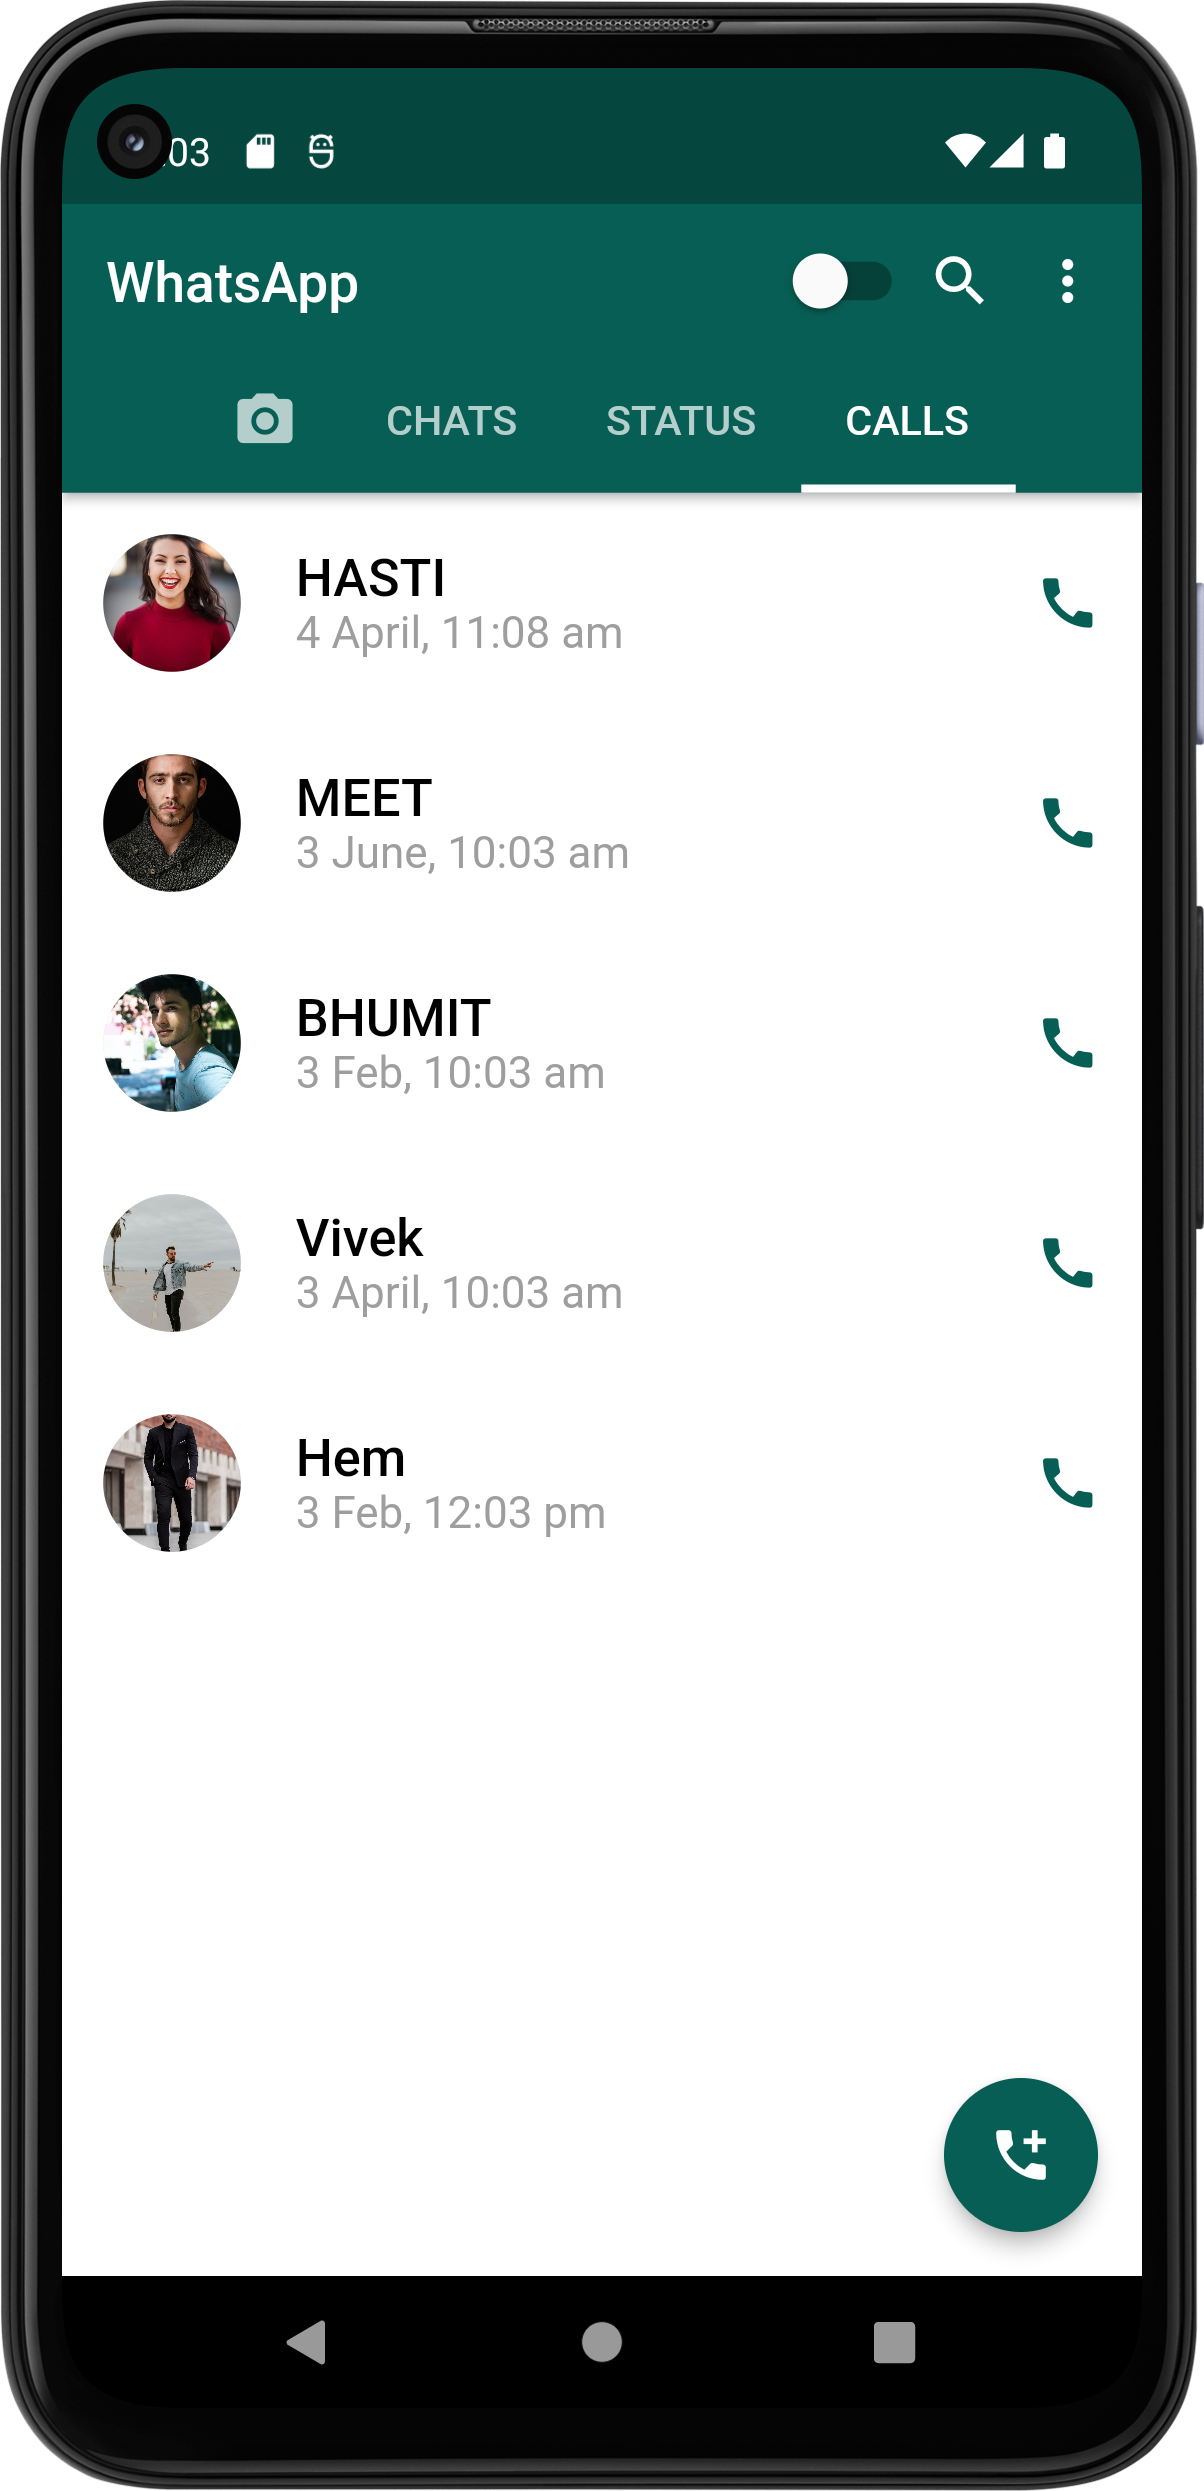 03
WhatsApp
CHATS STATUS CALLS
HASTI
4 April, 11:08 am
MEET
3 June, 10:03 am
BHUMIT
3 Feb, 10:03 am
Vivek
3 April, 10:03 am
Hem
3 Feb, 12:03 pm